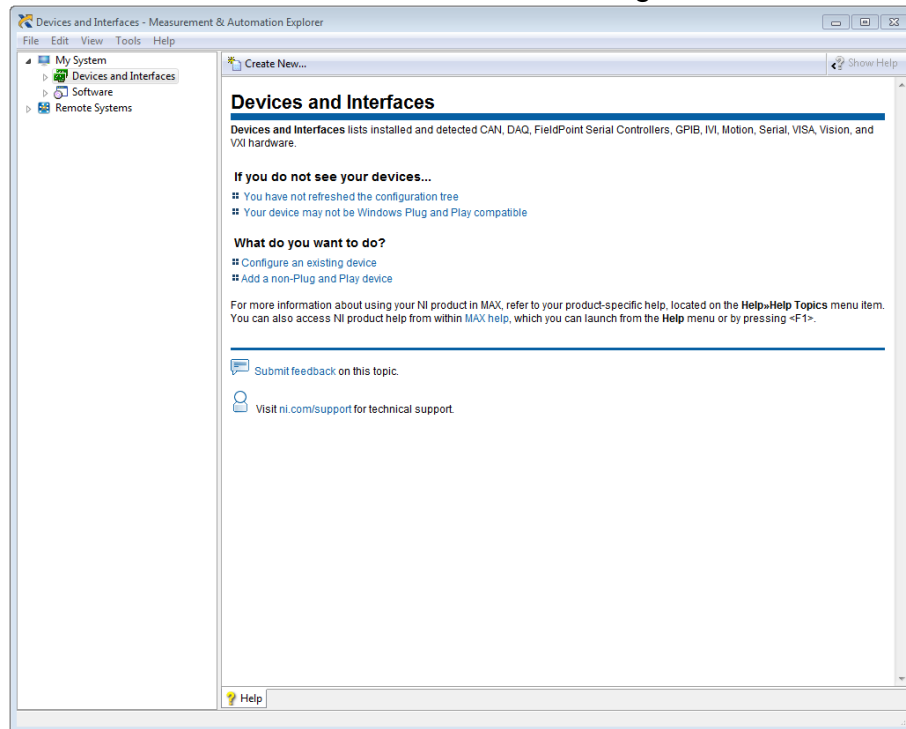 Devices and Interfaces - Measurement & Automation Explorer
File Edit View Tools Help
My System
Devices and Interfaces
Software
Remote Systems
Create New...
Show Help
Devices and Interfaces
Devices and Interfaces lists installed and detected CAN, DAQ, FieldPoint Serial Controllers, GPIB, IVI, Motion, Serial, VISA, Vision, and
VXI hardware.
If you do not see your devices...
You have not refreshed the configuration tree
Your device may not be Windows Plug and Play compatible
What do you want to do?
Configure an existing device
Add a non-Plug and Play device
For more information about using your NI product in MAX, refer to your product-specific help, located on the Help»Help Topics menu item.
You can also access NI product help from within MAX help, which you can launch from the Help menu or by pressing <F1>.
Submit feedback on this topic.
Visit ni.com/support for technical support.
Help